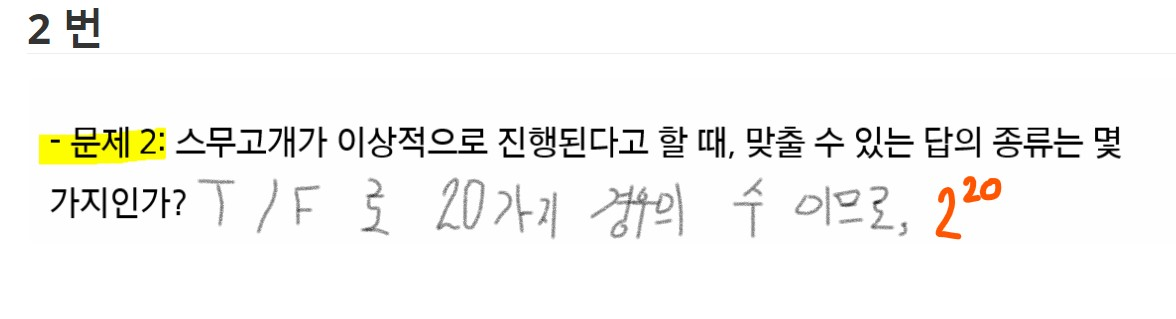 2 번
- 문제 2: 스무고개가 이상적으로 진행된다고 할 때, 맞출 수 있는 답의 종류는 몇
가지인가? T/F 로 20가지 경우의 수 이므로, 2²⁰